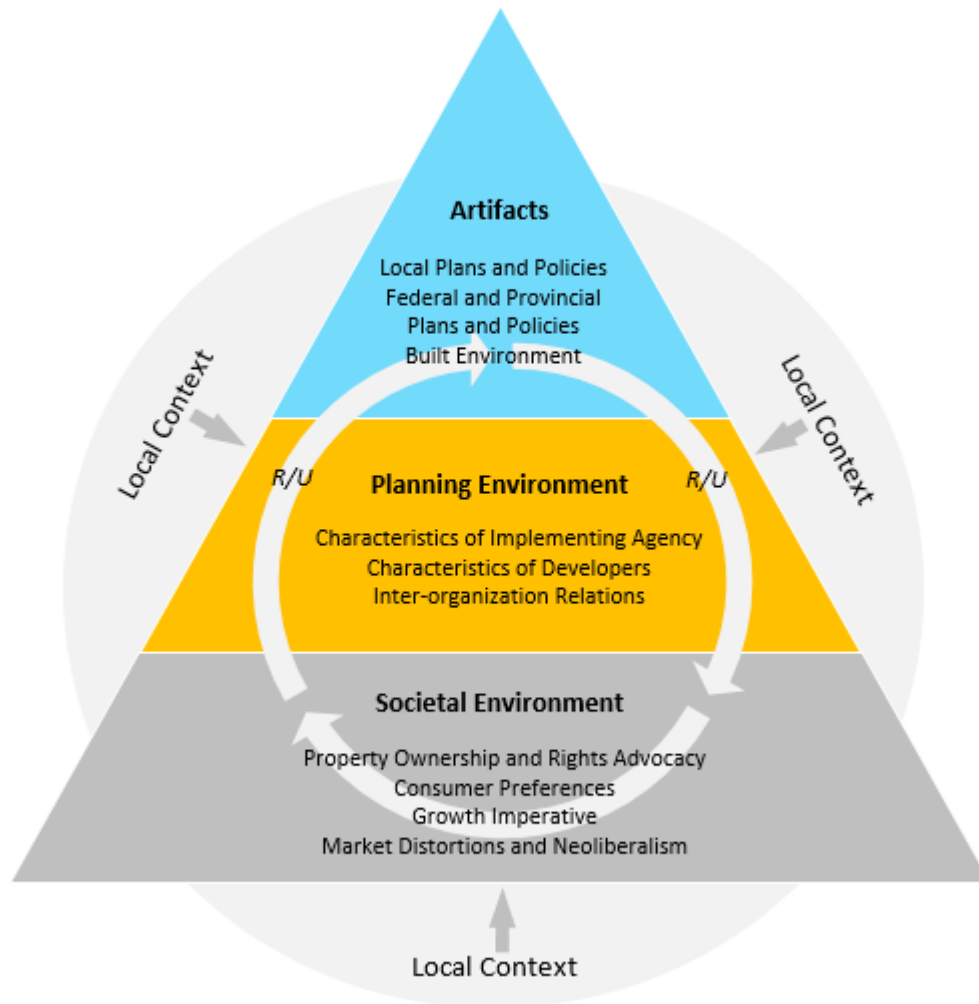 Artifacts
Local Plans and Policies
Federal and Provincial
Plans and Policies
Built Environment
Local Context
Local Context
R/U
R/U
Planning Environment
Characteristics of Implementing Agency
Characteristics of Developers
Inter-organization Relations
Societal Environment
Property Ownership and Rights Advocacy
Consumer Preferences
Growth Imperative
Market Distortions and Neoliberalism
Local Context